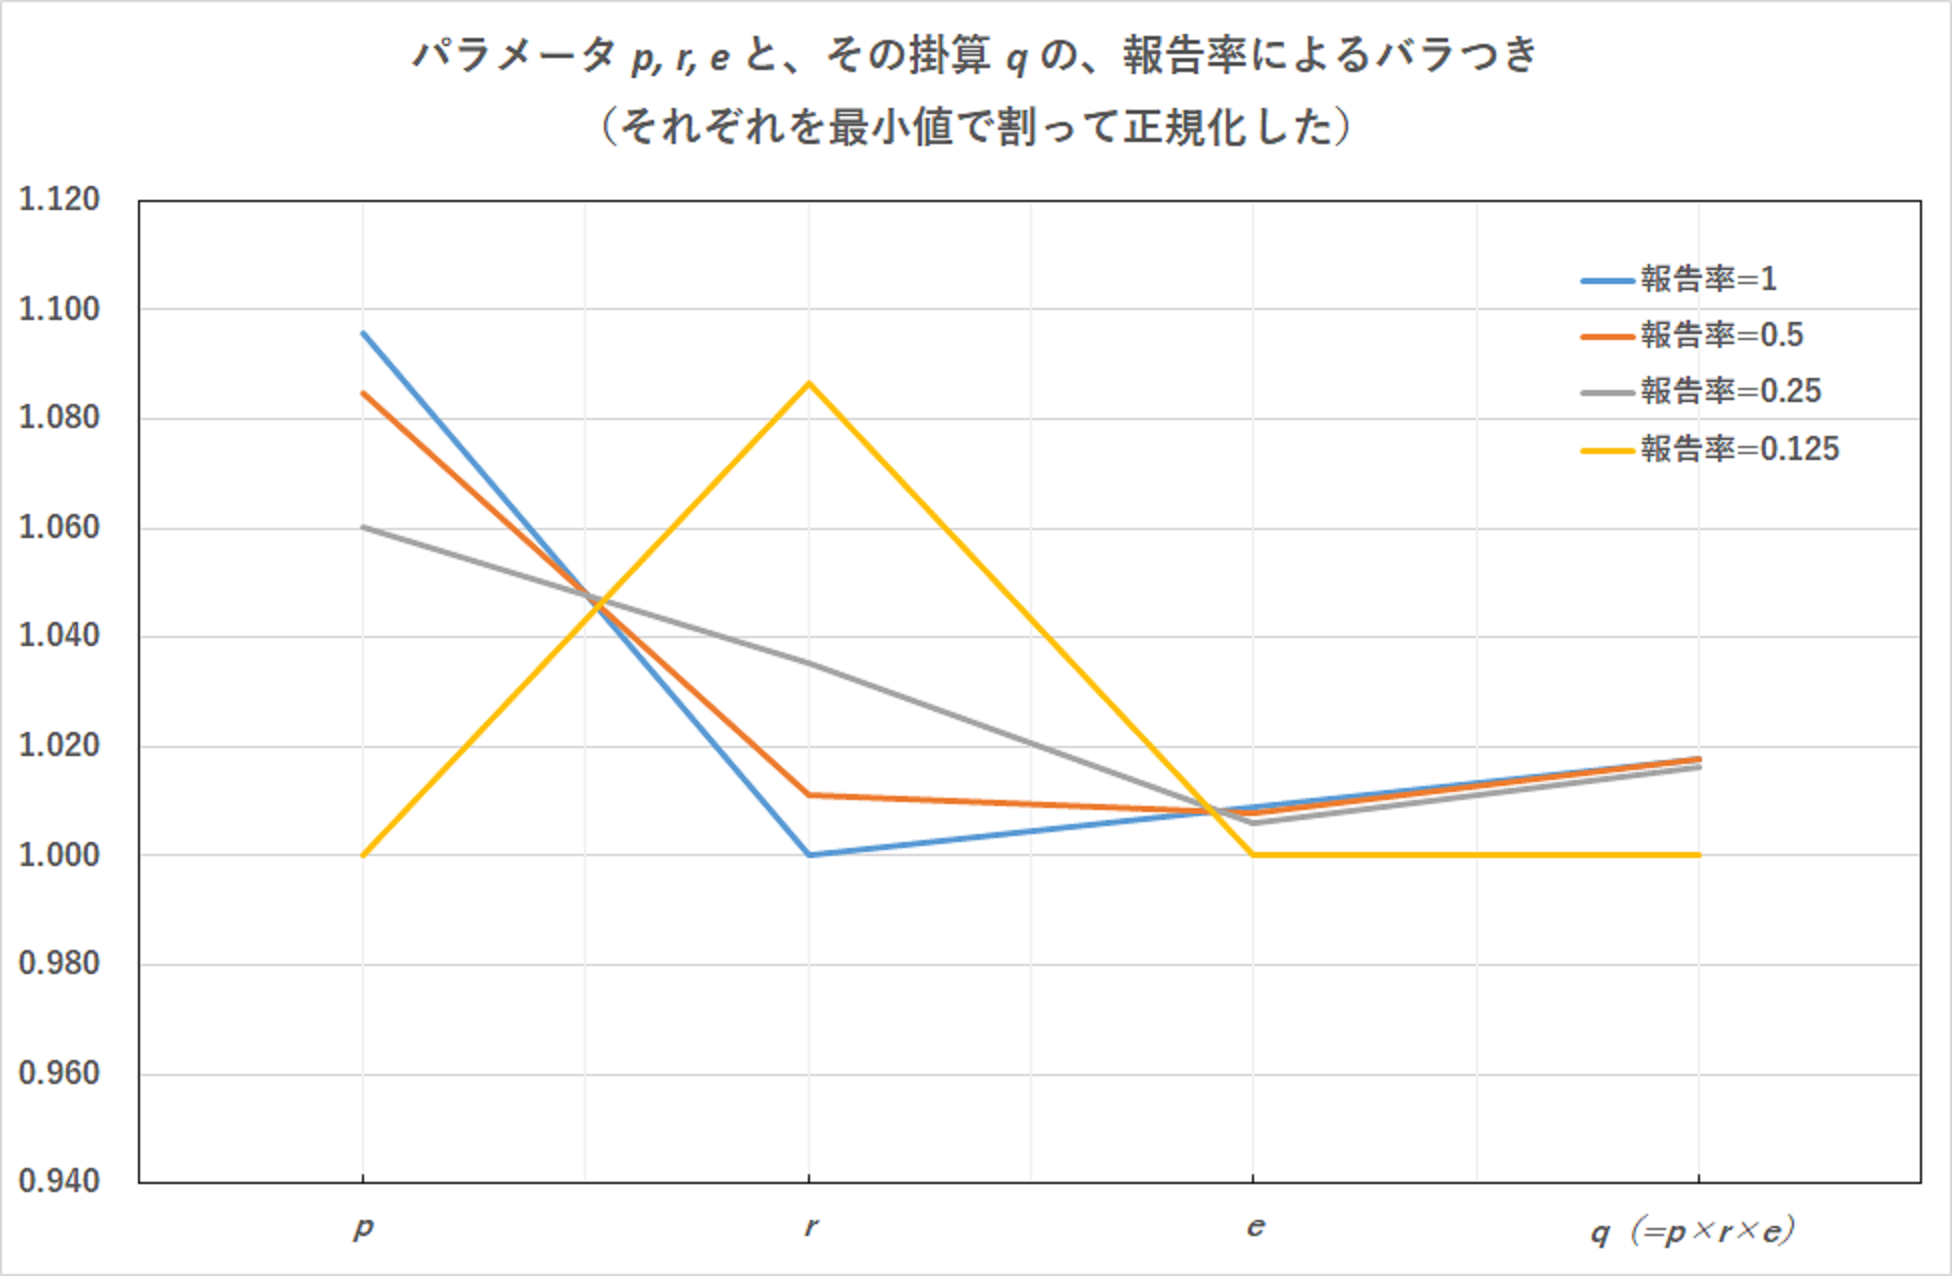 パラメータ p, r, e と、その掛算 q の、報告率によるバラつき
（それぞれを最小値で割って正規化した）
1.120
1.100
1.080
1.060
1.040
1.020
1.000
0.980
0.960
0.940
報告率=1
報告率=0.5
報告率=0.25
報告率=0.125
p
r
e
q（=p×r×e）